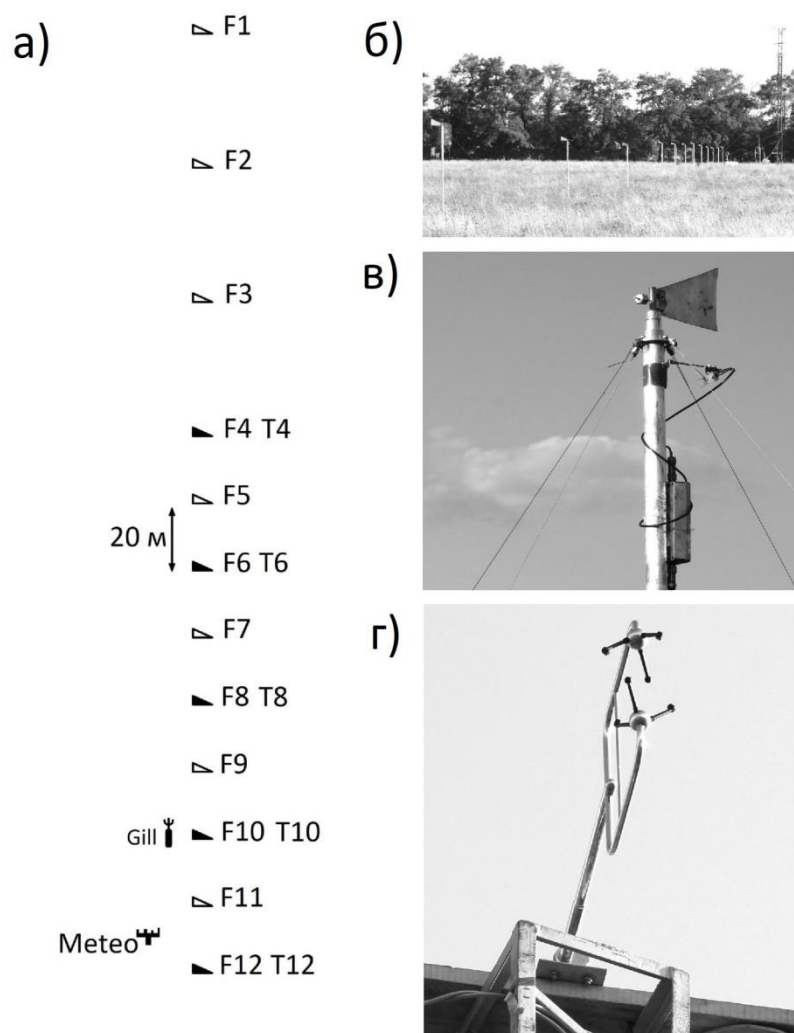 а)
F1
F2
F3
F4 T4
F5
20 м
F6 T6
F7
F8 T8
F9
Gill
F10 T10
F11
Meteo
F12 T12
б)
в)
г)